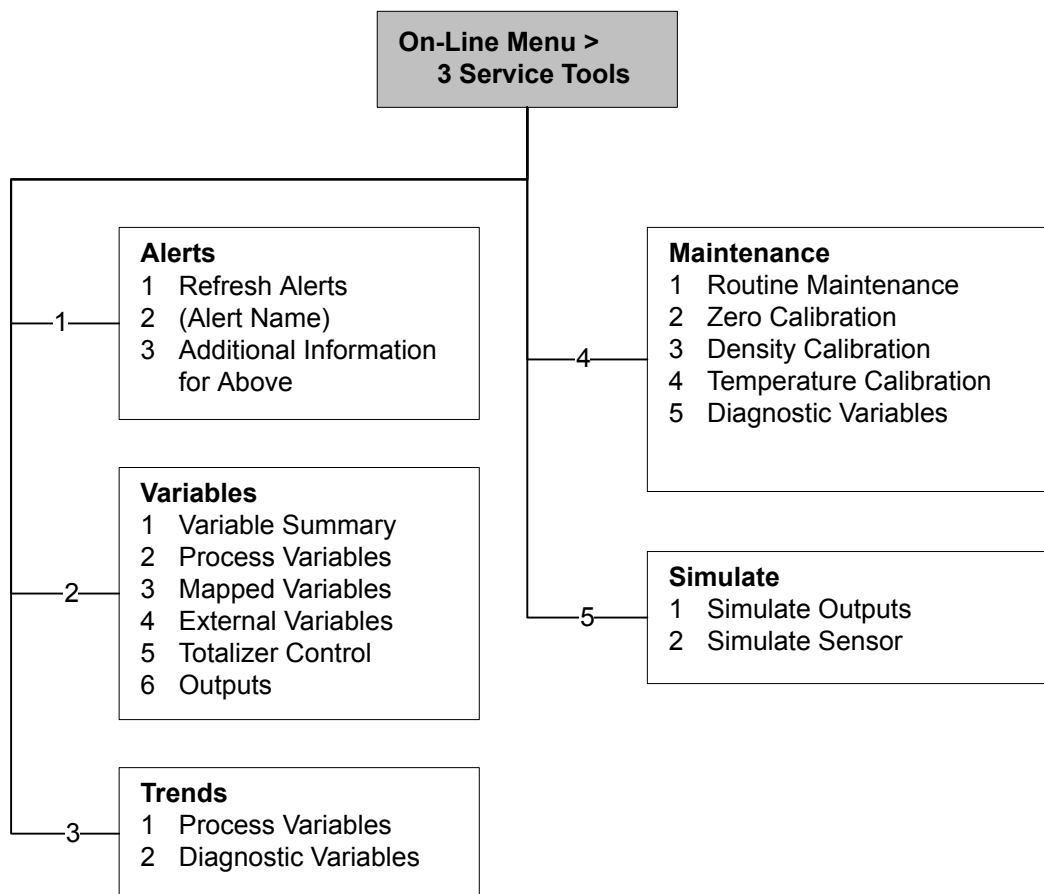 On-Line Menu >
3 Service Tools
1
Alerts
1 Refresh Alerts
2 (Alert Name)
3 Additional Information
for Above
2
Variables
1 Variable Summary
2 Process Variables
3 Mapped Variables
4 External Variables
5 Totalizer Control
6 Outputs
3
Trends
1 Process Variables
2 Diagnostic Variables
4
Maintenance
1 Routine Maintenance
2 Zero Calibration
3 Density Calibration
4 Temperature Calibration
5 Diagnostic Variables
5
Simulate
1 Simulate Outputs
2 Simulate Sensor